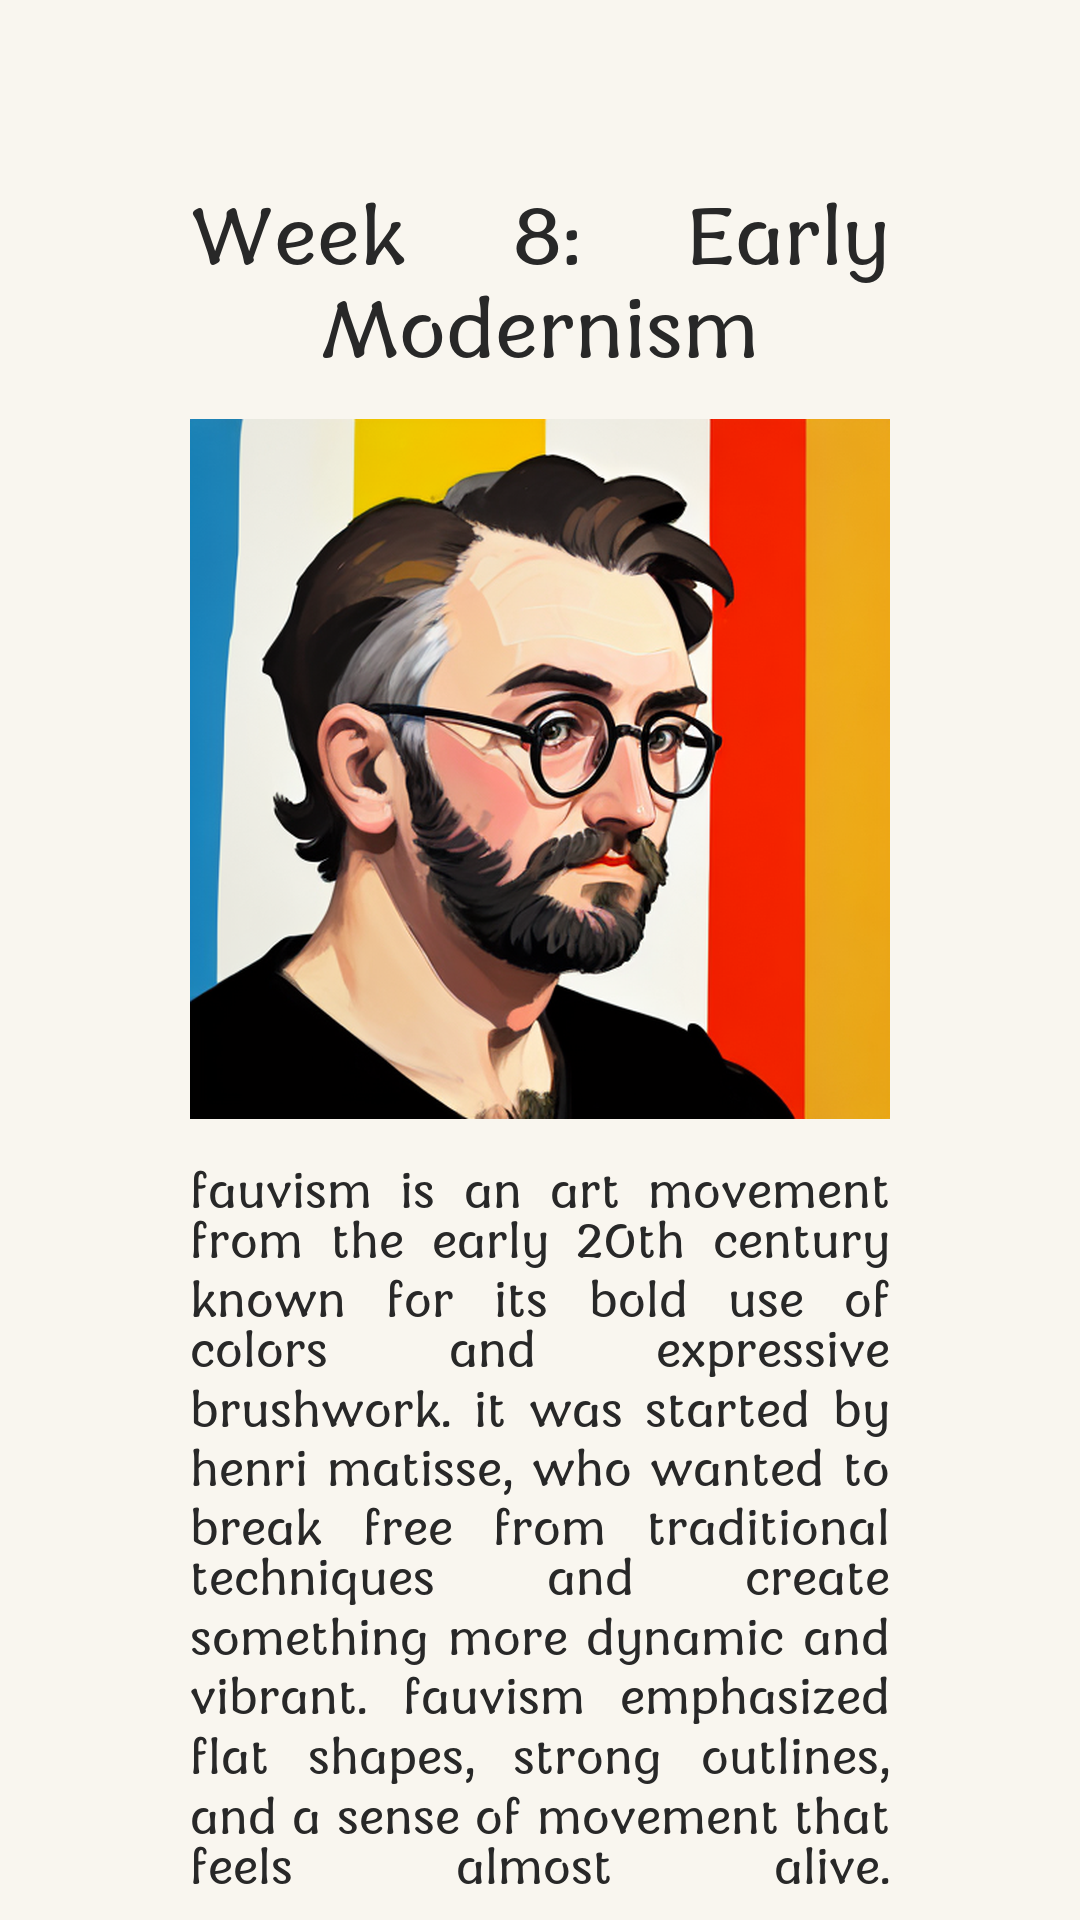 Week 8: Early
Modernism
fauvism is an art movement
from the early 20th century
known for its bold use of
colors and expressive
brushwork. it was started by
henri matisse, who wanted to
break free from traditional
techniques and create
something more dynamic and
vibrant. fauvism emphasized
flat shapes, strong outlines,
and a sense of movement that
feels almost alive.